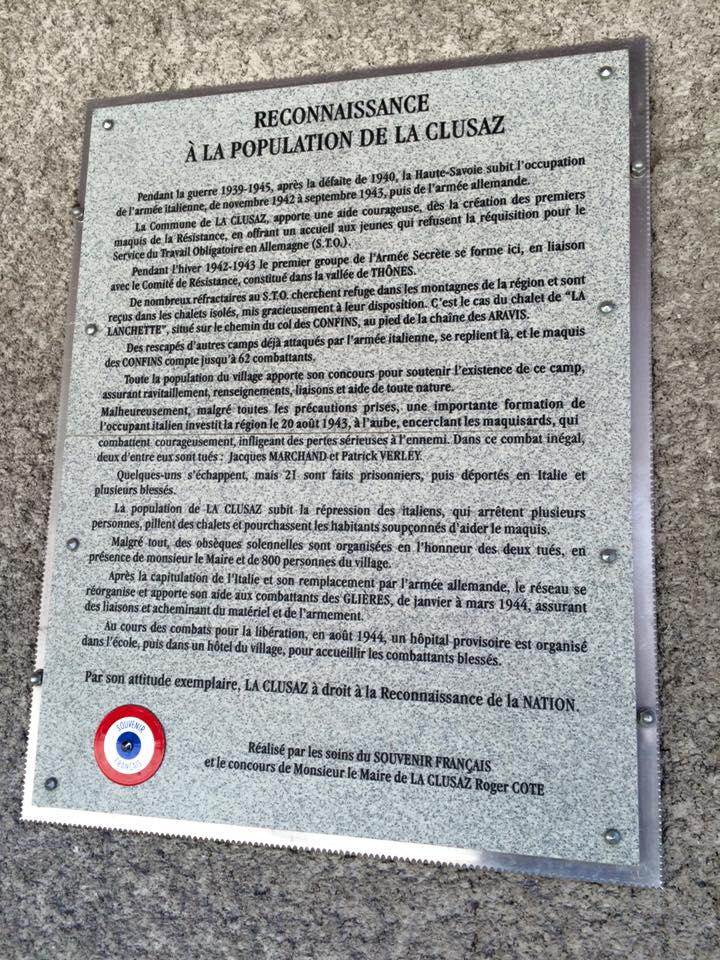 RECONNAISSANCE
À LA POPULATION DE LA CLUSAZ
Pendant la guerre 1939-1945, après la défaite de 1940, la Haute-Savoie subit l'occupation
de l'armée italienne, de novembre 1942 à septembre 1943, puis de l'armée allemande.
La Commune de LA CLUSAZ, apporte une aide courageuse, dès la création des premiers
maquis de la Résistance, en offrant un accueil aux jeunes qui refusent la réquisition pour le
Service du Travail Obligatoire en Allemagne (S.T.O.).
Pendant l'hiver 1942-1943 le premier groupe de l'Armée Secrète se forme ici, en liaison
avec le Comité de Résistance, constitué dans la vallée de THÔNES.
De nombreux réfractaires au S.T.O. cherchent refuge dans les montagnes de la région et sont
reçus dans les chalets isolés, mis gracieusement à leur disposition. C'est le cas du chalet de "LA
LANCHETTE", situé sur le chemin du col des CONFINS, au pied de la chaîne des ARAVIS.
Des rescapés d'autres camps déjà attaqués par l'armée italienne, se replient là, et le maquis
des CONFINS compte jusqu'à 62 combattants.
Toute la population du village apporte son concours pour soutenir l'existence de ce camp,
assurant ravitaillement, renseignements, liaisons et aide de toute nature.
Malheureusement, malgré toutes les précautions prises, une importante formation de
l'occupant italien investit la région le 20 août 1943, à l'aube, encerclant les maquisards, qui
combattent courageusement, infligeant des pertes sérieuses à l'ennemi. Dans ce combat inégal,
deux d'entre eux sont tués : Jacques MARCHAND et Patrick VERLEY.
Quelques-uns s'échappent, mais 21 sont faits prisonniers, puis déportés en Italie et
plusieurs blessés.
La population de LA CLUSAZ subit la répression des italiens, qui arrêtent plusieurs
personnes, pillent des chalets et pourchassent les habitants soupçonnés d'aider le maquis.
Malgré tout, des obsèques solennelles sont organisées en l'honneur des deux tués, en
présence de monsieur le Maire et de 800 personnes du village.
Après la capitulation de l'Italie et son remplacement par l'armée allemande, le réseau se
réorganise et apporte son aide aux combattants des GLIÈRES, de janvier à mars 1944, assurant
des liaisons et acheminant du matériel et de l'armement.
Au cours des combats pour la libération, en août 1944, un hôpital provisoire est organisé
dans l'école, puis dans un hôtel du village, pour accueillir les combattants blessés.
Par son attitude exemplaire, LA CLUSAZ à droit à la Reconnaissance de la NATION.
SOUVENIR
FRANÇAIS
Réalisé par les soins du SOUVENIR FRANÇAIS
et le concours de Monsieur le Maire de LA CLUSAZ Roger COTE